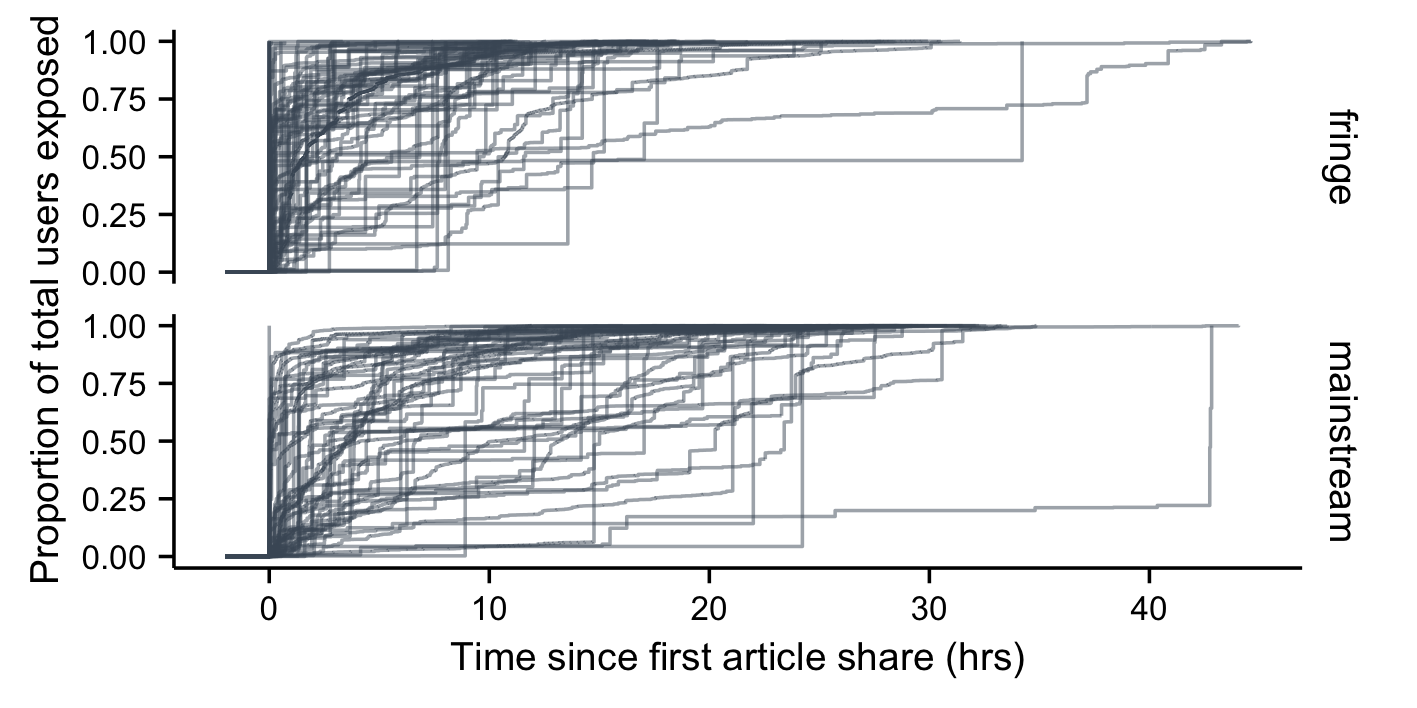 Proportion of total users exposed
1.00
0.75
0.50
0.25
0.00
fringe
1.00
0.75
0.50
0.25
0.00
mainstream
0 10 20 30 40
Time since first article share (hrs)